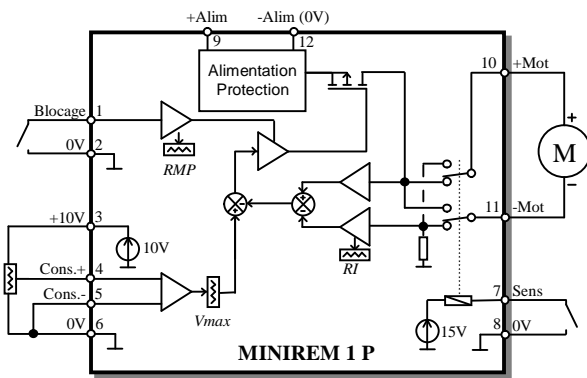 +Alim
-Alim (0V)
9
12
Alimentation
Protection
10
+Mot
Blocage
1
0V
2
RMP
+
M
-
11
-Mot
+10V
3
10V
+
-
+
-
RI
Cons.+
4
Cons.-
5
Vmax
0V
6
7
Sens
15V
8
0V
MINIREM 1 P